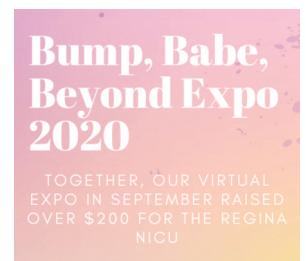 Bump, Babe,
Beyond Expo
2020
TOGETHER, OUR VIRTUAL
EXPO IN SEPTEMBER RAISED
OVER $200 FOR THE REGINA
NICU